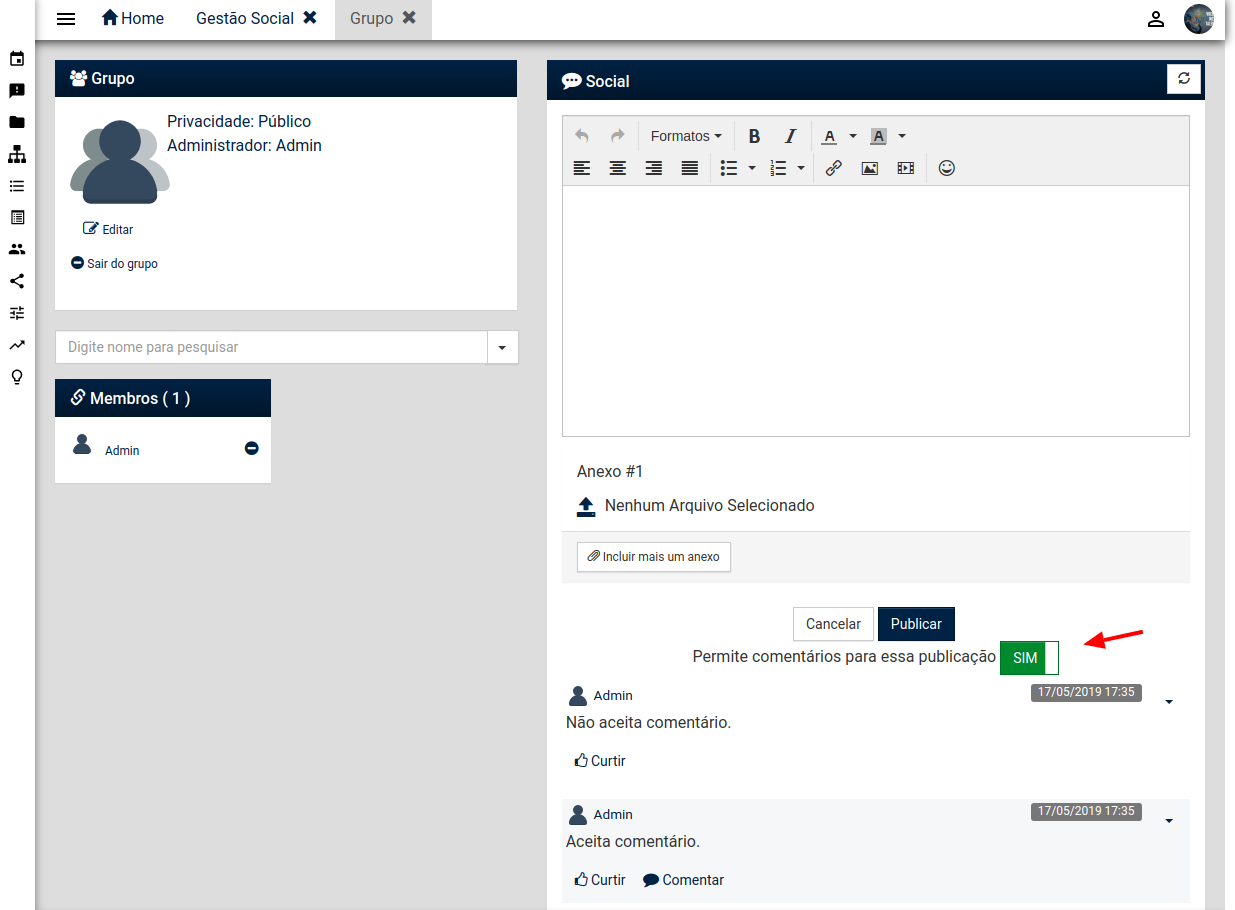 Home
Gestão Social
Grupo
Grupo
Privacidade: Público
Administrador: Admin
Editar
Sair do grupo
Digite nome para pesquisar
Membros ( 1 )
Admin
Social
Formatos
B I A A
Anexo #1
Nenhum Arquivo Selecionado
Incluir mais um anexo
Cancelar
Publicar
Permite comentários para essa publicação SIM
Admin
17/05/2019 17:35
Não aceita comentário.
Curtir
Admin
17/05/2019 17:35
Aceita comentário.
Curtir
Comentar